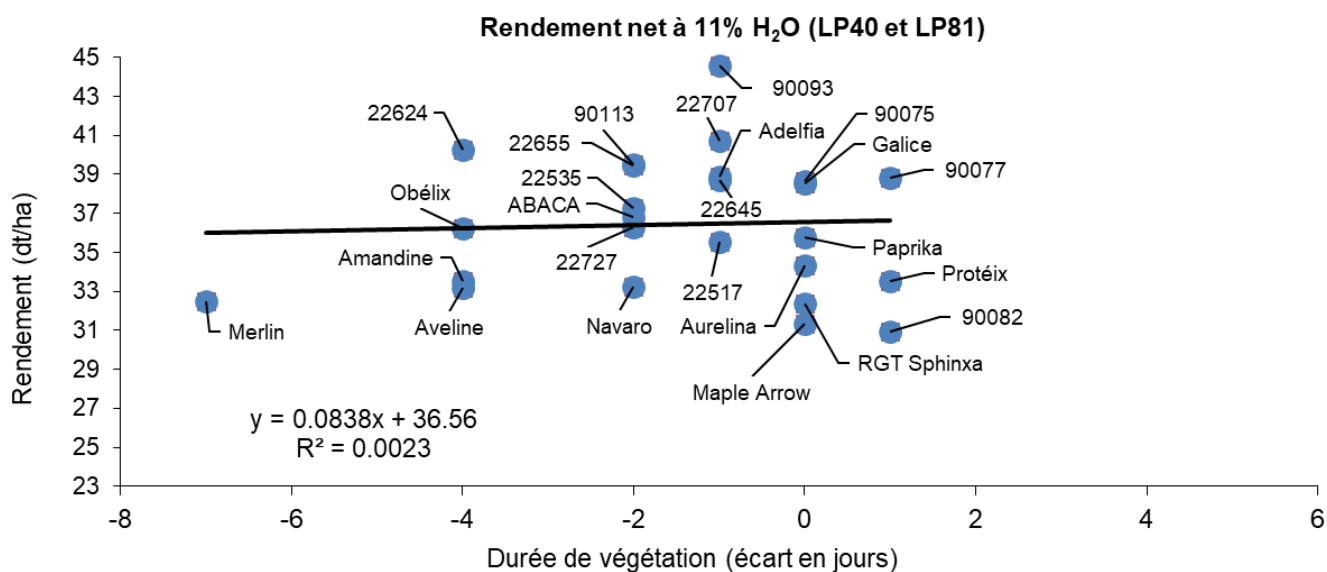 Rendement net à 11% H₂O (LP40 et LP81)
Rendement (dt/ha)
45
43
41
39
37
35
33
31
29
27
25
23
22624
Obélix
Amandine
Aveline
Merlin
90113
22655
22535
ABACA
22727
Navaro
90093
22707
Adelfia
22645
22517
90075
Galice
Paprika
Aurelina
RGT Sphinxa
Maple Arrow
90077
Protéix
90082
y = 0.0838x + 36.56
R² = 0.0023
-8
-6
-4
-2
0
2
4
6
Durée de végétation (écart en jours)